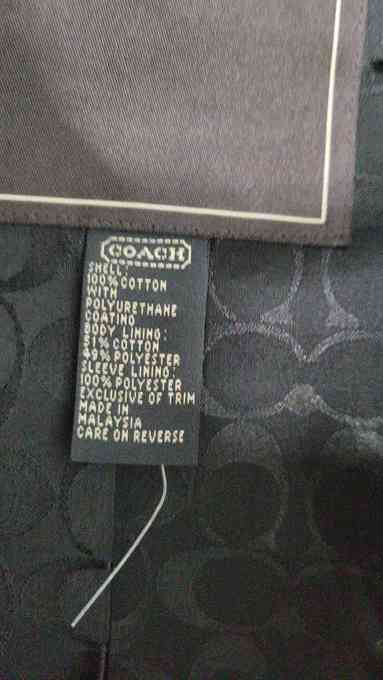 COACH
SHELL:
100% COTTON
WITH
POLYURETHANE
COATING
BODY LINING:
51% COTTON
49% POLYESTER
SLEEVE LINING:
100% POLYESTER
EXCLUSIVE OF TRIM
MADE IN
MALAYSIA
CARE ON REVERSE